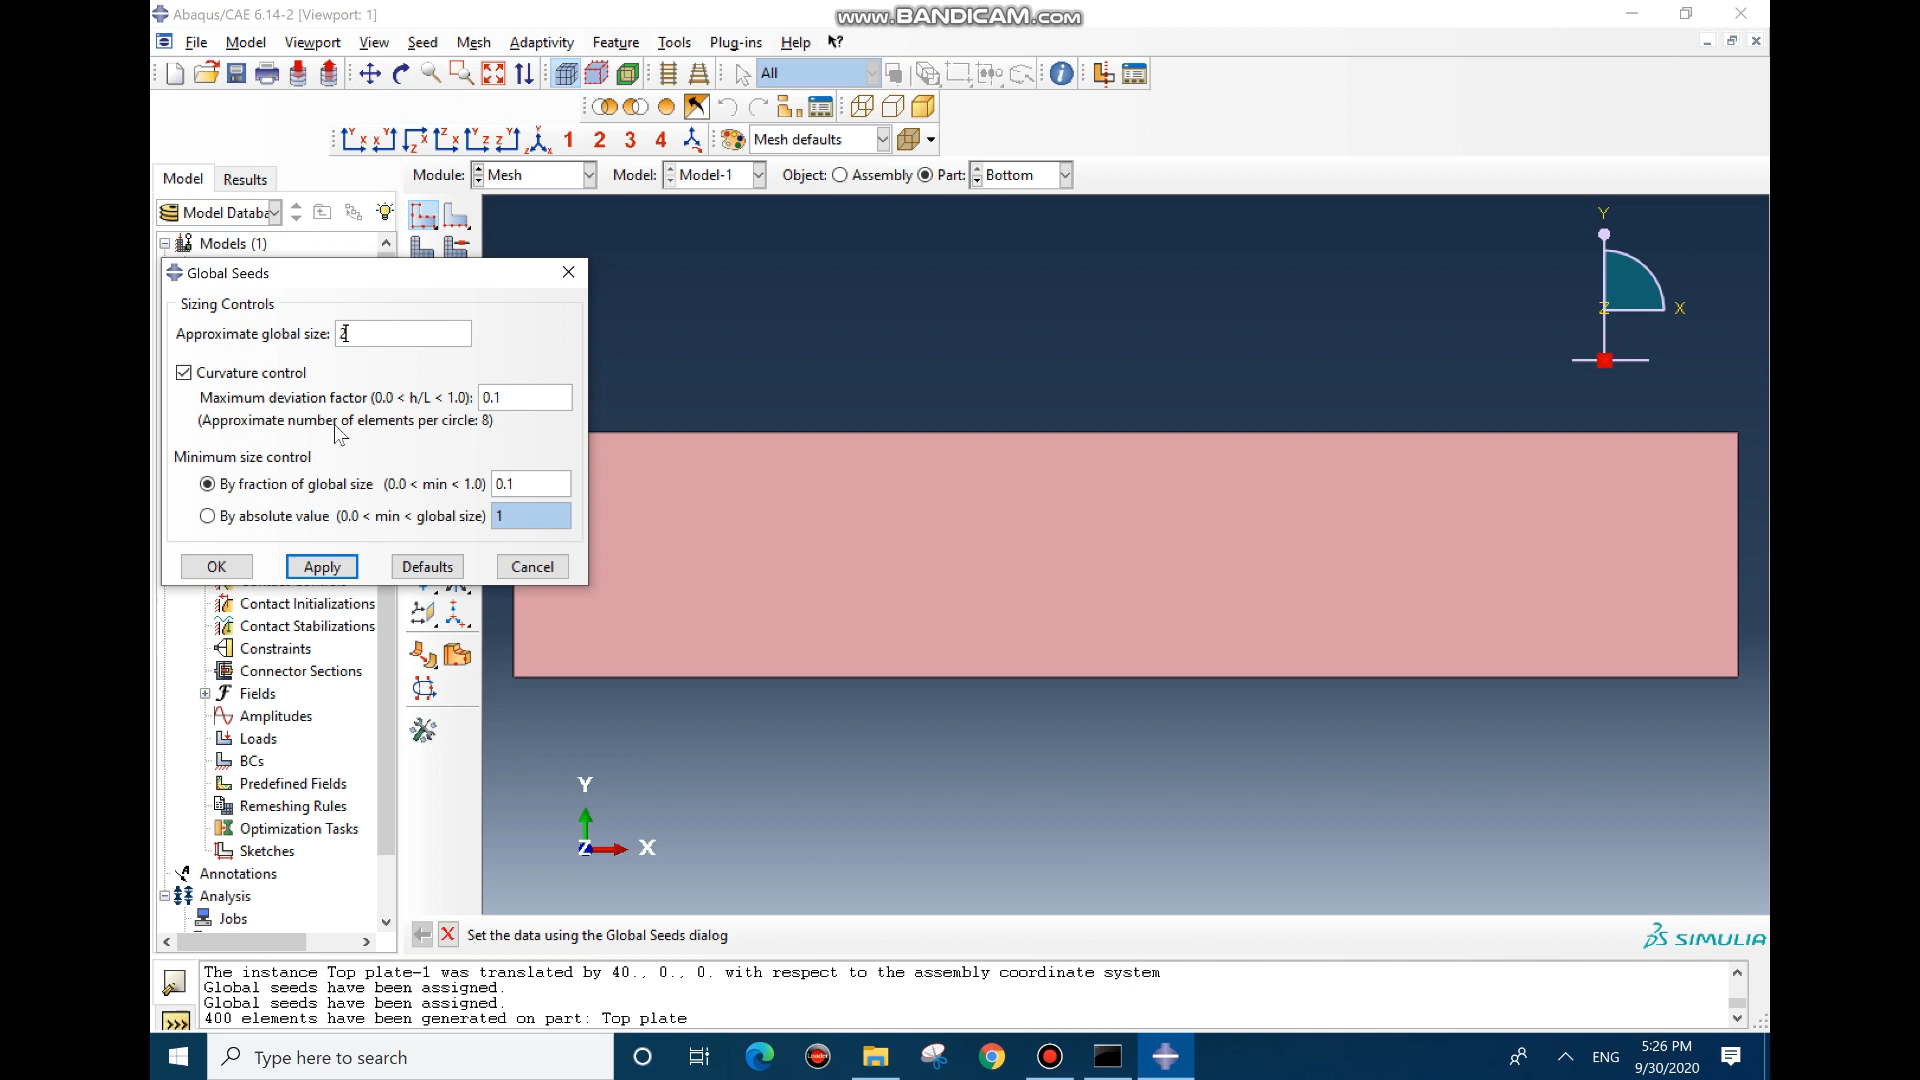 Abaqus/CAE 6.14-2 [Viewport: 1]
www.BANDICAM.com
File Model Viewport View Seed Mesh Adaptivity Feature Tools Plug-ins Help
All
1 2 3 4
Mesh defaults
Model Results
Module: Mesh Model: Model-1 Object: Assembly Part: Bottom
Model Databa
Models (1)
Global Seeds
Sizing Controls
Approximate global size: 2
Curvature control
Maximum deviation factor (0.0 < h/L < 1.0): 0.1
(Approximate number of elements per circle: 8)
Minimum size control
By fraction of global size (0.0 < min < 1.0) 0.1
By absolute value (0.0 < min < global size) 1
OK Apply Defaults Cancel
Contact Initializations
Contact Stabilizations
Constraints
Connector Sections
Fields
Amplitudes
Loads
BCs
Predefined Fields
Remeshing Rules
Optimization Tasks
Sketches
Annotations
Analysis
Jobs
Y
Z X
Y
Z X
Set the data using the Global Seeds dialog
SIMULIA
The instance Top plate-1 was translated by 40., 0., 0. with respect to the assembly coordinate system
Global seeds have been assigned.
Global seeds have been assigned.
400 elements have been generated on part: Top plate
Type here to search
ENG
5:26 PM
9/30/2020